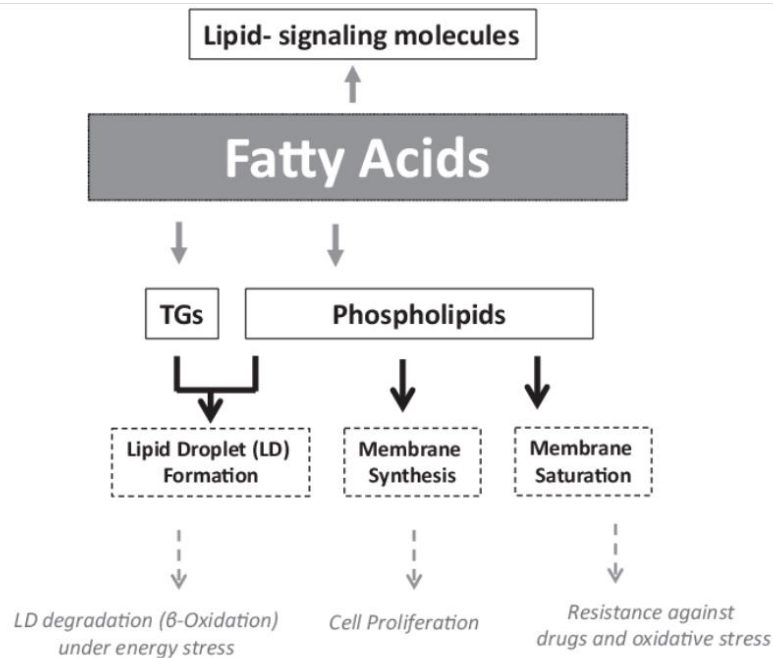 Lipid- signaling molecules
Fatty Acids
TGs
Phospholipids
Lipid Droplet (LD)
Formation
Membrane
Synthesis
Membrane
Saturation
LD degradation (β-Oxidation)
under energy stress
Cell Proliferation
Resistance against
drugs and oxidative stress